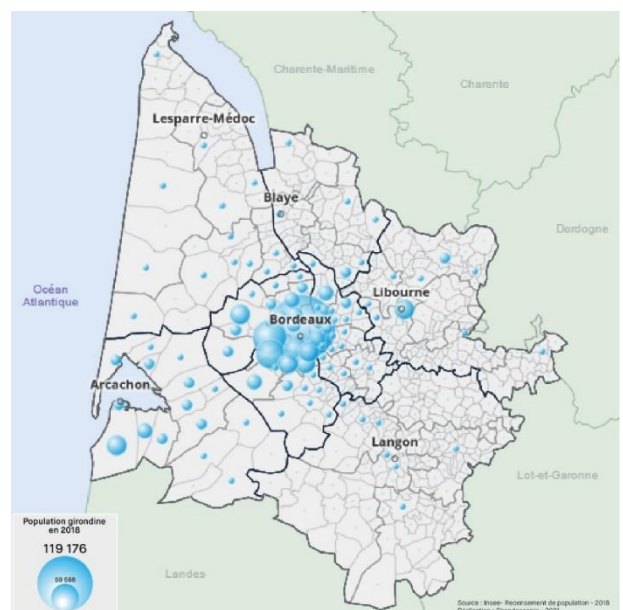 Charente-Maritime
Charente
Lesparre-Médoc
Blaye
Dordogne
Océan
Atlantique
Libourne
Bordeaux
Arcachon
Langon
Lot-et-Garonne
Population girondine
en 2018
119 176
Landes
Source : Insee- Recensement de population - 2018